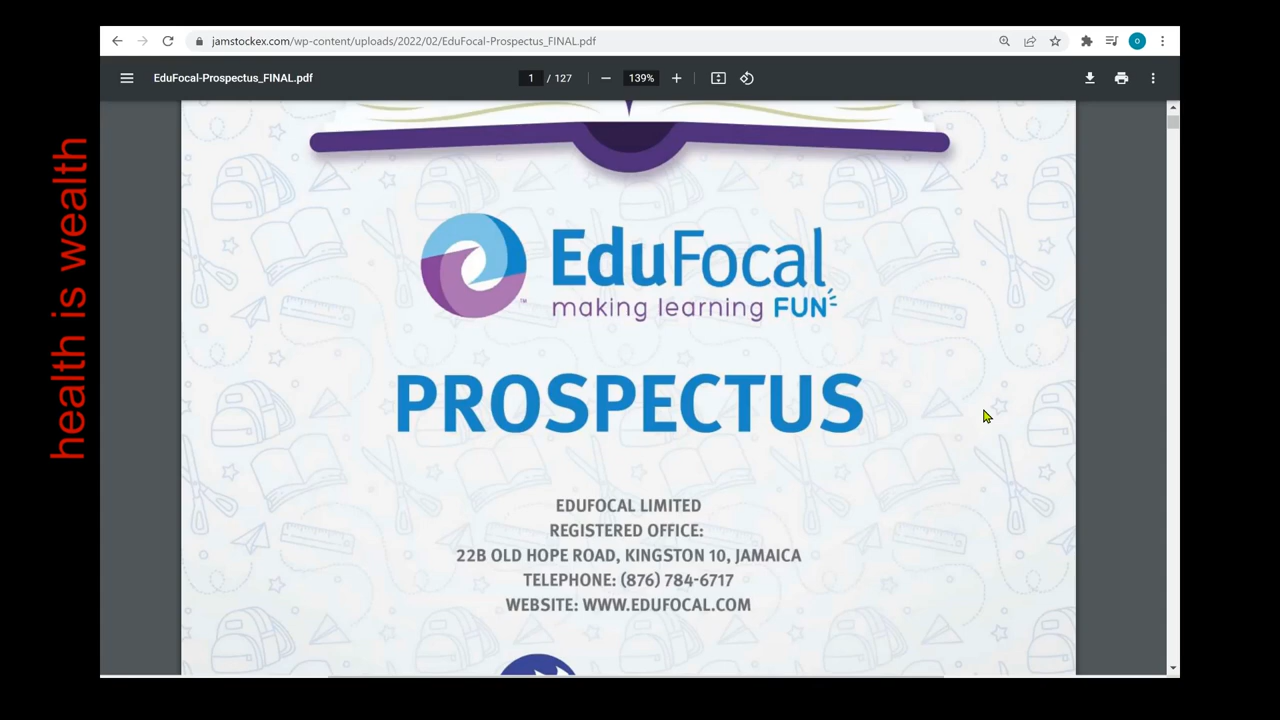 jamstockex.com/wp-content/uploads/2022/02/EduFocal-Prospectus_FINAL.pdf
O
EduFocal-Prospectus_FINAL.pdf
1 / 127
139%
health is wealth
EduFocal
making learning FUN
™
PROSPECTUS
EDUFOCAL LIMITED
REGISTERED OFFICE:
22B OLD HOPE ROAD, KINGSTON 10, JAMAICA
TELEPHONE: (876) 784-6717
WEBSITE: WWW.EDUFOCAL.COM